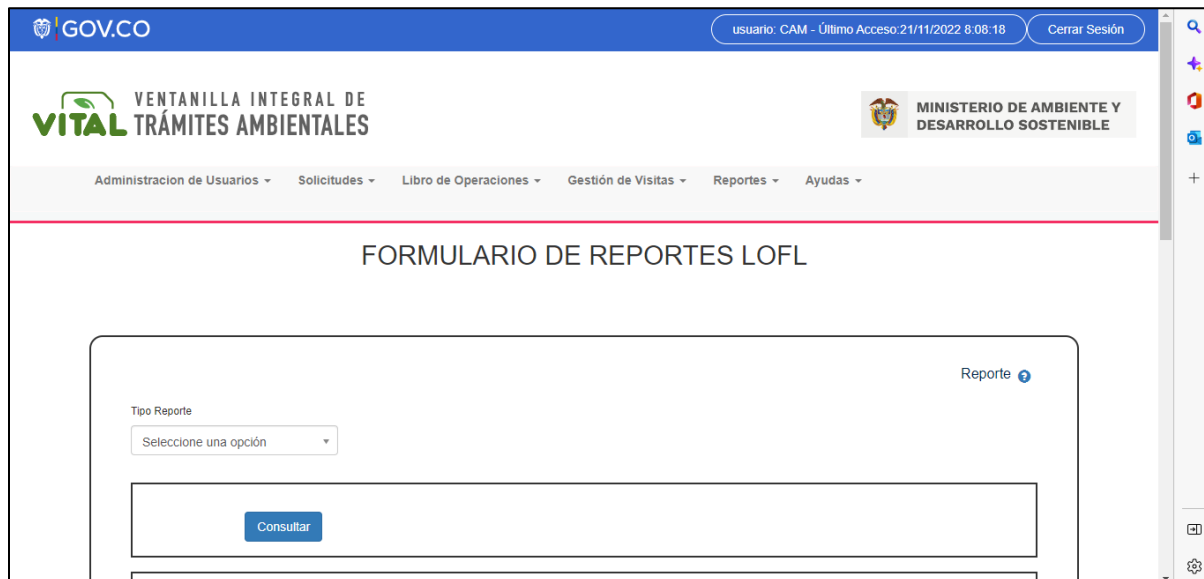 GOV.CO
usuario: CAM - Último Acceso:21/11/2022 8:08:18
Cerrar Sesión
VITAL
VENTANILLA INTEGRAL DE
TRÁMITES AMBIENTALES
MINISTERIO DE AMBIENTE Y
DESARROLLO SOSTENIBLE
Administracion de Usuarios
Solicitudes
Libro de Operaciones
Gestión de Visitas
Reportes
Ayudas
FORMULARIO DE REPORTES LOFL
Reporte
Tipo Reporte
Seleccione una opción
Consultar